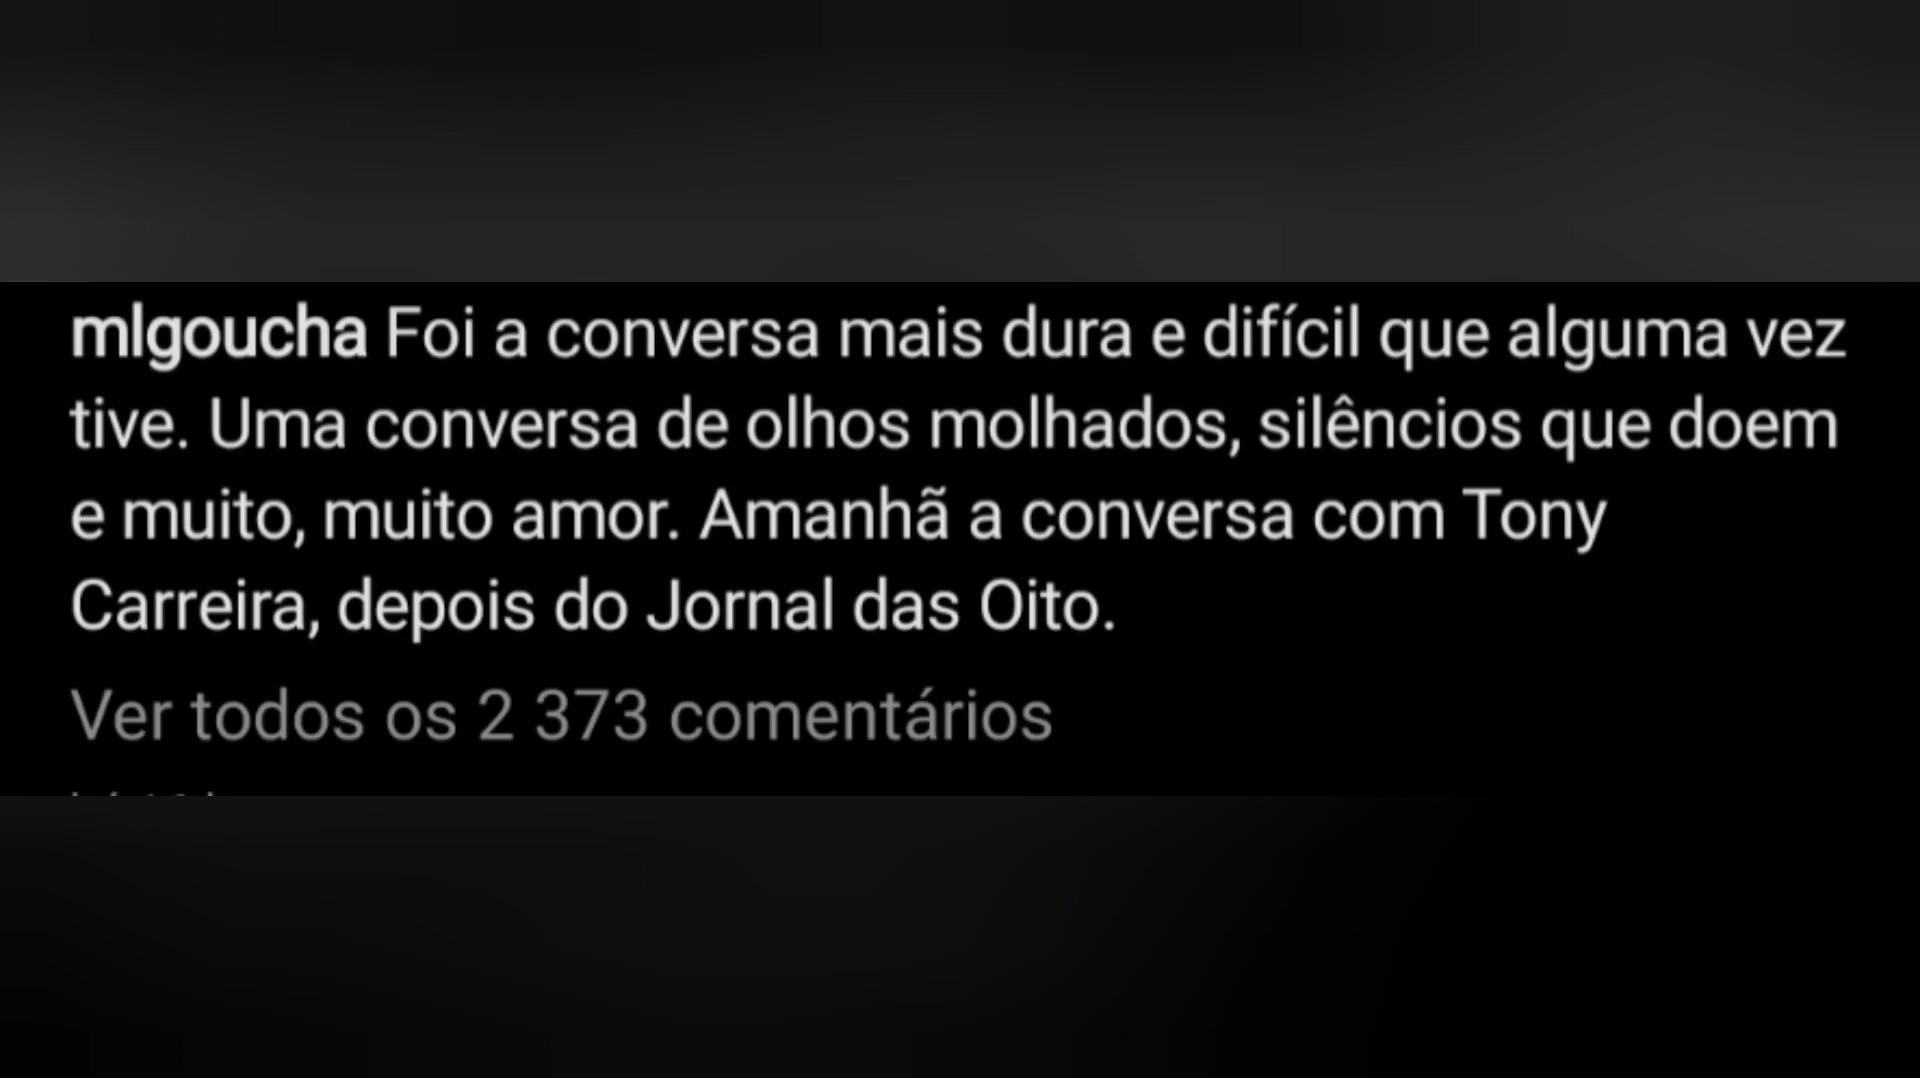 mlgoucha Foi a conversa mais dura e difícil que alguma vez
tive. Uma conversa de olhos molhados, silêncios que doem
e muito, muito amor. Amanhã a conversa com Tony
Carreira, depois do Jornal das Oito.
Ver todos os 2 373 comentários